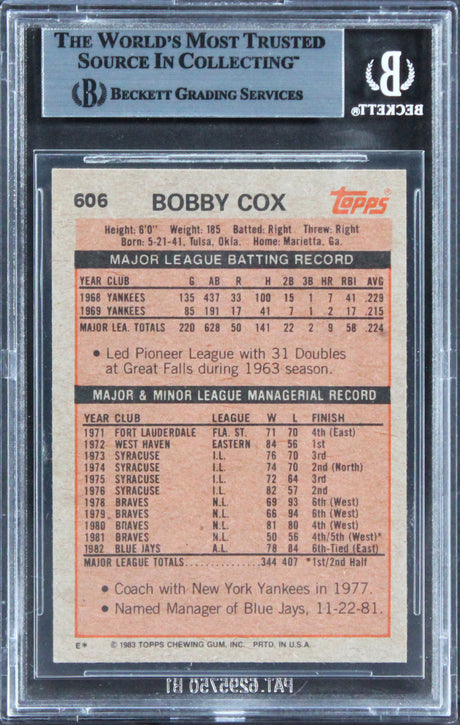 THE WORLD'S MOST TRUSTED
SOURCE IN COLLECTING™
BECKETT GRADING SERVICES
BECKETT®
606 BOBBY COX Topps
Height: 6'0" Weight: 185 Batted: Right Threw: Right
Born: 5-21-41, Tulsa, Okla. Home: Marietta, Ga.
MAJOR LEAGUE BATTING RECORD
YEAR CLUB G AB R H 2B 3B HR RBI AVG
1968 YANKEES 135 437 33 100 15 1 7 41 .229
1969 YANKEES 85 191 17 41 7 1 2 17 .215
MAJOR LEA. TOTALS 220 628 50 141 22 2 9 58 .224
• Led Pioneer League with 31 Doubles
at Great Falls during 1963 season.
MAJOR & MINOR LEAGUE MANAGERIAL RECORD
YEAR CLUB LEAGUE W L FINISH
1971 FORT LAUDERDALE FLA. ST. 71 70 4th (East)
1972 WEST HAVEN EASTERN 84 56 1st
1973 SYRACUSE I.L. 76 70 3rd
1974 SYRACUSE I.L. 74 70 2nd (North)
1975 SYRACUSE I.L. 72 64 3rd
1976 SYRACUSE I.L. 82 57 2nd
1978 BRAVES N.L. 69 93 6th (West)
1979 BRAVES N.L. 66 94 6th (West)
1980 BRAVES N.L. 81 80 4th (West)
1981 BRAVES N.L. 50 56 4th/5th (West)*
1982 BLUE JAYS A.L. 78 84 6th-Tied (East)
MAJOR LEAGUE TOTALS 344 407 *1st/2nd Half
• Coach with New York Yankees in 1977.
• Named Manager of Blue Jays, 11-22-81.
E* © 1983 TOPPS CHEWING GUM, INC. PRTD. IN U.S.A.